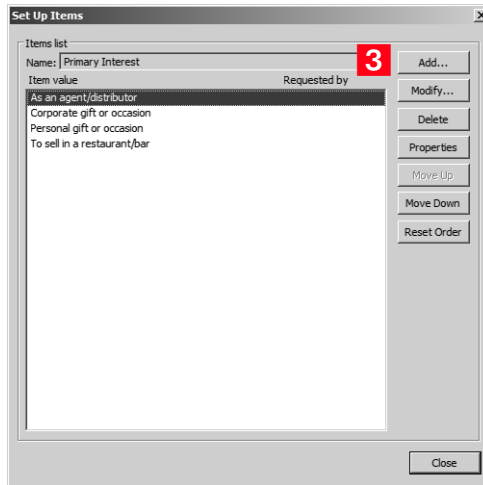 Set Up Items
Items list
Name: Primary Interest
3
Add...
Item value Requested by
Modify...
As an agent/distributor
Corporate gift or occasion
Delete
Personal gift or occasion
To sell in a restaurant/bar
Properties
Move Up
Move Down
Reset Order
Close